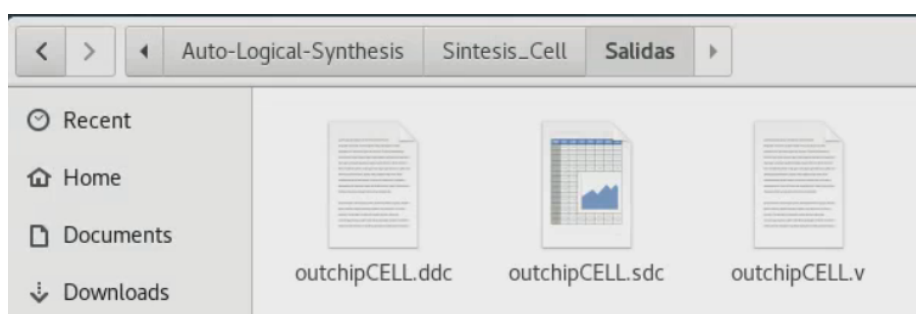 Auto-Logical-Synthesis Sintesis_Cell Salidas
Recent
Home
Documents
Downloads
outchipCELL.ddc outchipCELL.sdc outchipCELL.v